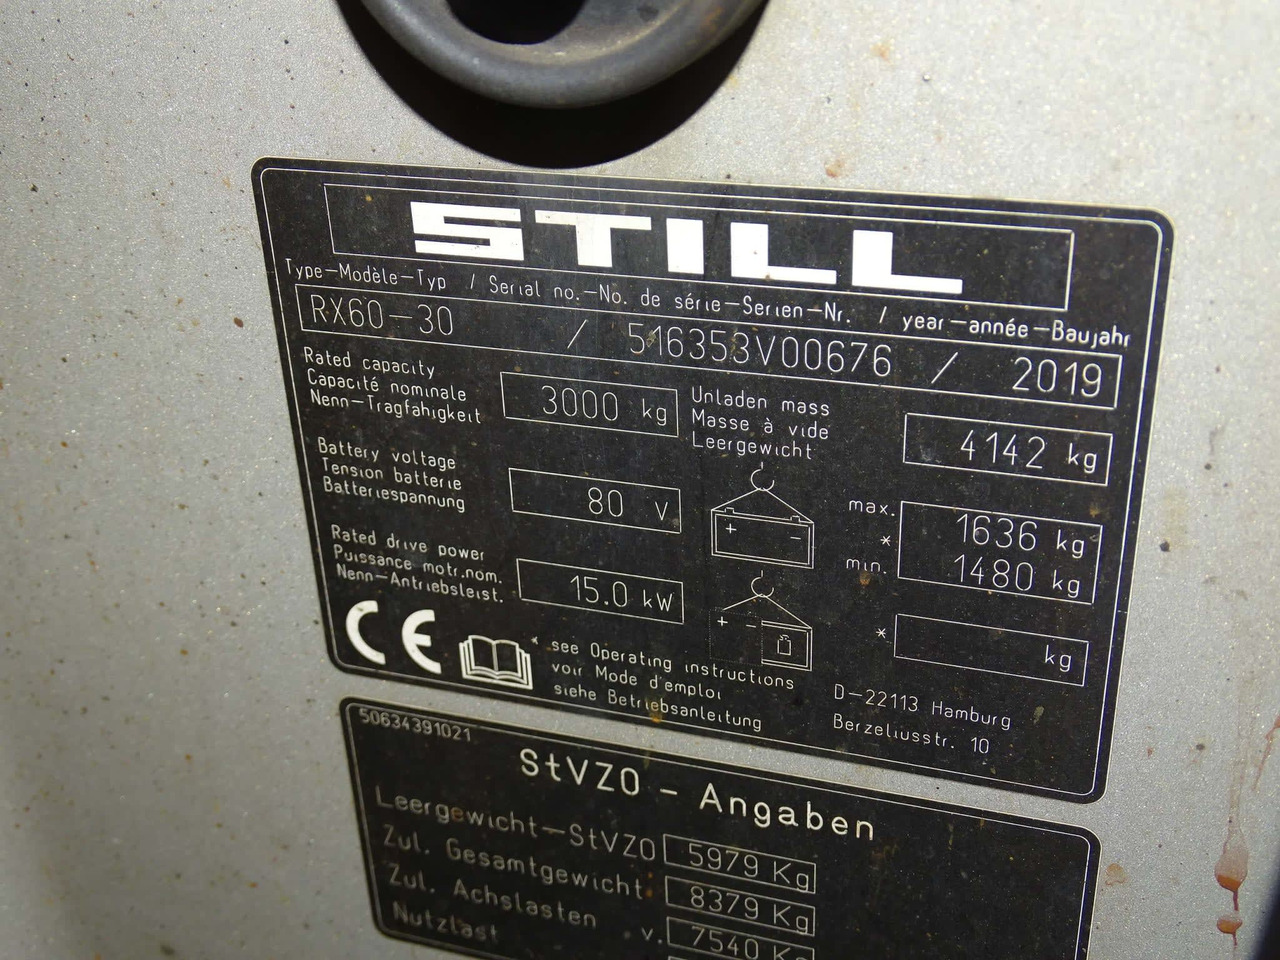 STILL
Type-Modèle-Typ / Serial no.-No. de série-Serien-Nr. / year-année-Baujahr
RX60-30 / 516353V00676 / 2019
Rated capacity
Capacité nominale
Nenn-Tragfähigkeit
3000 kg
Unladen mass
Masse à vide
Leergewicht
4142 kg
Battery voltage
Tension batterie
Batteriespannung
80 V
+ -
max. 1636 kg
*
min. 1480 kg
Rated drive power
Puissance motr.nom.
Nenn-Antriebsleist.
15.0 kW
+ -
* kg
CE
* see Operating instructions
voir Mode d'emploi
siehe Betriebsanleitung
D-22113 Hamburg
Berzeliusstr. 10
50634391021
StVZO - Angaben
Leergewicht-StVZO 5979 Kg
Zul. Gesamtgewicht 8379 Kg
Zul. Achslasten v. 7540 Kg
Nutzlast